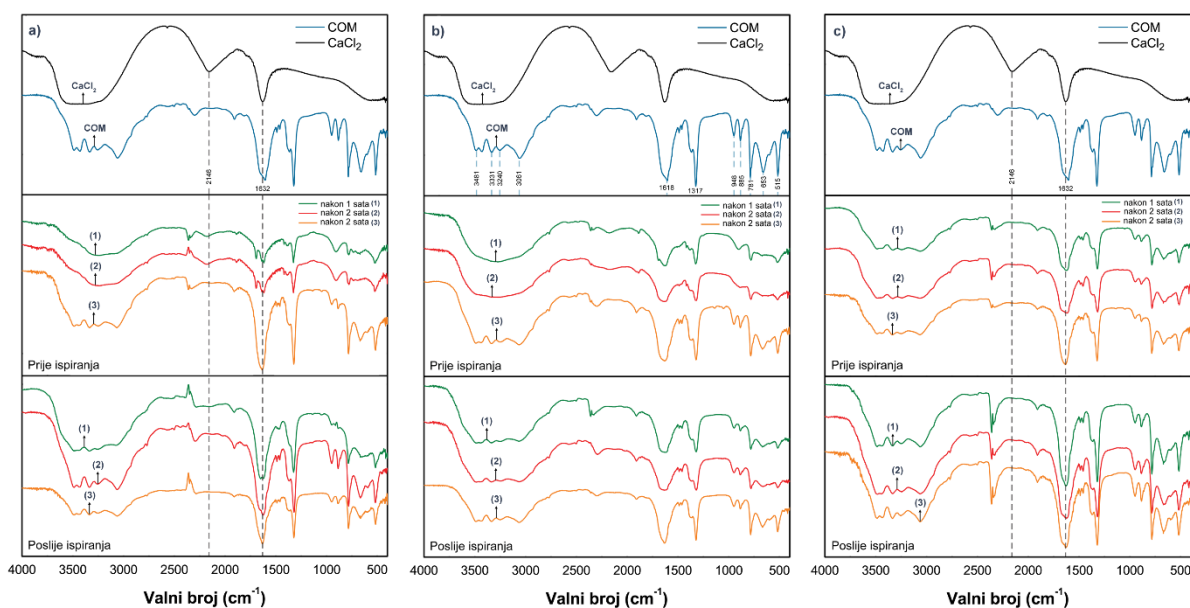 a)
COM
CaCl₂
CaCl₂
COM
2146
1632
nakon 1 sata (1)
nakon 2 sata (2)
nakon 2 sata (3)
(1)
(2)
(3)
Prije ispiranja
(1)
(2)
(3)
Poslije ispiranja
4000 3500 3000 2500 2000 1500 1000 500
Valni broj (cm⁻¹)
b)
COM
CaCl₂
CaCl₂
COM
3481
3331
3240
3061
1618
1317
948
885
781
653
515
nakon 1 sata (1)
nakon 2 sata (2)
nakon 2 sata (3)
(1)
(2)
(3)
Prije ispiranja
(1)
(2)
(3)
Poslije ispiranja
4000 3500 3000 2500 2000 1500 1000 500
Valni broj (cm⁻¹)
c)
COM
CaCl₂
CaCl₂
COM
2146
1632
nakon 1 sata (1)
nakon 2 sata (2)
nakon 2 sata (3)
(1)
(2)
(3)
Prije ispiranja
(1)
(2)
(3)
Poslije ispiranja
4000 3500 3000 2500 2000 1500 1000 500
Valni broj (cm⁻¹)